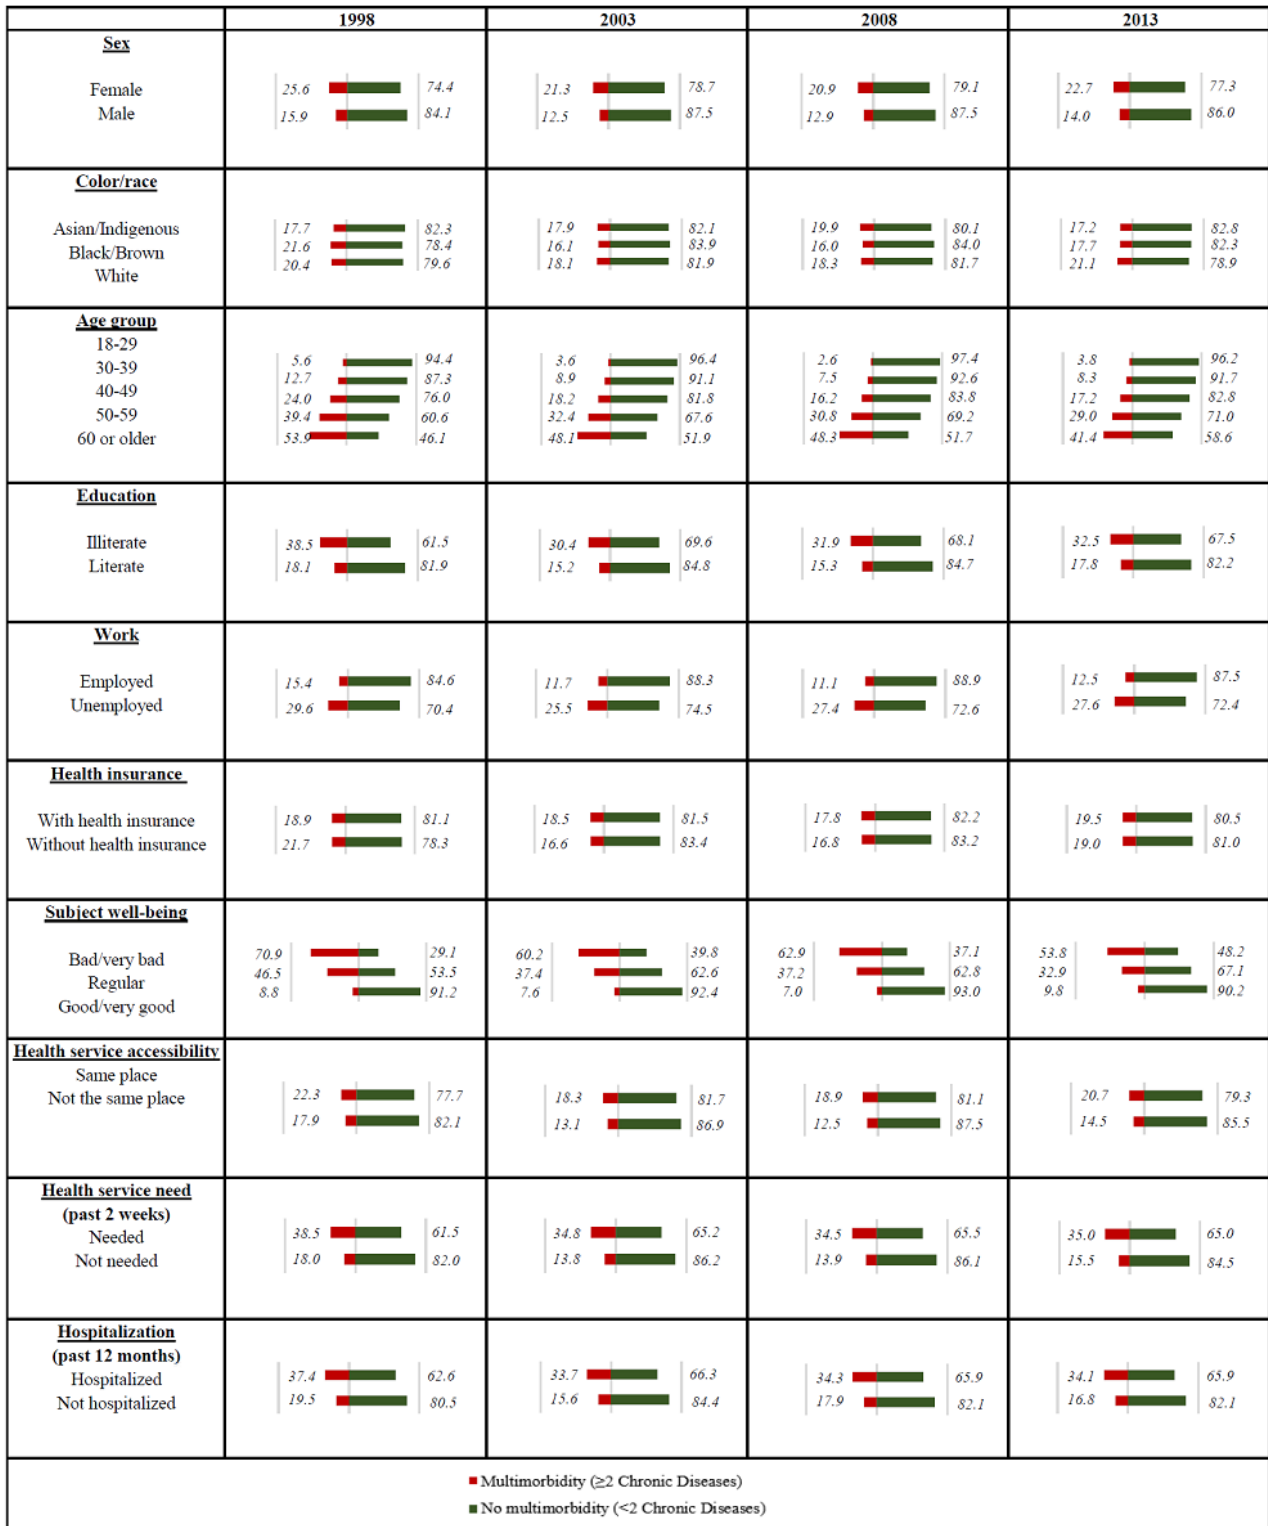 1998 2003 2008 2013
Sex
Female 25.6 74.4 21.3 78.7 20.9 79.1 22.7 77.3
Male 15.9 84.1 12.5 87.5 12.9 87.5 14.0 86.0
Color/race
Asian/Indigenous 17.7 82.3 17.9 82.1 19.9 80.1 17.2 82.8
Black/Brown 21.6 78.4 16.1 83.9 16.0 84.0 17.7 82.3
White 20.4 79.6 18.1 81.9 18.3 81.7 21.1 78.9
Age group
18-29 5.6 94.4 3.6 96.4 2.6 97.4 3.8 96.2
30-39 12.7 87.3 8.9 91.1 7.5 92.6 8.3 91.7
40-49 24.0 76.0 18.2 81.8 16.2 83.8 17.2 82.8
50-59 39.4 60.6 32.4 67.6 30.8 69.2 29.0 71.0
60 or older 53.9 46.1 48.1 51.9 48.3 51.7 41.4 58.6
Education
Illiterate 38.5 61.5 30.4 69.6 31.9 68.1 32.5 67.5
Literate 18.1 81.9 15.2 84.8 15.3 84.7 17.8 82.2
Work
Employed 15.4 84.6 11.7 88.3 11.1 88.9 12.5 87.5
Unemployed 29.6 70.4 25.5 74.5 27.4 72.6 27.6 72.4
Health insurance
With health insurance 18.9 81.1 18.5 81.5 17.8 82.2 19.5 80.5
Without health insurance 21.7 78.3 16.6 83.4 16.8 83.2 19.0 81.0
Subject well-being
Bad/very bad 70.9 29.1 60.2 39.8 62.9 37.1 53.8 48.2
Regular 46.5 53.5 37.4 62.6 37.2 62.8 32.9 67.1
Good/very good 8.8 91.2 7.6 92.4 7.0 93.0 9.8 90.2
Health service accessibility
Same place 22.3 77.7 18.3 81.7 18.9 81.1 20.7 79.3
Not the same place 17.9 82.1 13.1 86.9 12.5 87.5 14.5 85.5
Health service need
(past 2 weeks)
Needed 38.5 61.5 34.8 65.2 34.5 65.5 35.0 65.0
Not needed 18.0 82.0 13.8 86.2 13.9 86.1 15.5 84.5
Hospitalization
(past 12 months)
Hospitalized 37.4 62.6 33.7 66.3 34.3 65.9 34.1 65.9
Not hospitalized 19.5 80.5 15.6 84.4 17.9 82.1 16.8 82.1
Multimorbidity (≥2 Chronic Diseases)
No multimorbidity (<2 Chronic Diseases)